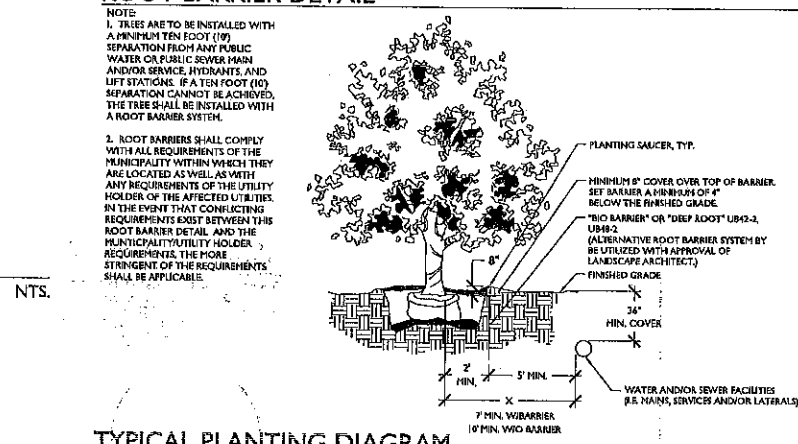 ROOT BARRIER DETAIL
NOTE:
1. TREES ARE TO BE INSTALLED WITH
A MINIMUM TEN FOOT (10')
SEPARATION FROM ANY PUBLIC
WATER OR PUBLIC SEWER MAIN
AND/OR SERVICE, HYDRANTS, AND
LIFT STATIONS. IF A TEN FOOT (10')
SEPARATION CANNOT BE ACHIEVED,
THE TREE SHALL BE INSTALLED WITH
A ROOT BARRIER SYSTEM.
2. ROOT BARRIERS SHALL COMPLY
WITH ALL REQUIREMENTS OF THE
MUNICIPALITY WITHIN WHICH THEY
ARE LOCATED AS WELL AS WITH
ANY REQUIREMENTS OF THE UTILITY
HOLDER OF THE AFFECTED UTILITIES.
IN THE EVENT THAT CONFLICTING
REQUIREMENTS EXIST BETWEEN THIS
ROOT BARRIER DETAIL AND THE
MUNTICIPALITY/UTILITY HOLDER
REQUIREMENTS, THE MORE
STRINGENT OF THE REQUIREMENTS
SHALL BE APPLICABLE.
NTS.
PLANTING SAUCER, TYP.
MINIMUM 8" COVER OVER TOP OF BARRIER.
SET BARRIER A MINIMUM OF 4"
BELOW THE FINISHED GRADE.
"BIO BARRIER" OR "DEEP ROOT" UB42-2,
UB48-2
(ALTERNATIVE ROOT BARRIER SYSTEM BY
BE UTILIZED WITH APPROVAL OF
LANDSCAPE ARCHITECT.)
FINISHED GRADE
8"
36"
MIN. COVER
2'
MIN.
5' MIN.
X
7' MIN. W/BARRIER
10' MIN. W/O BARRIER
WATER AND/OR SEWER FACILITIES
(I.E. MAINS, SERVICES AND/OR LATERALS)
TYPICAL PLANTING DIAGRAM